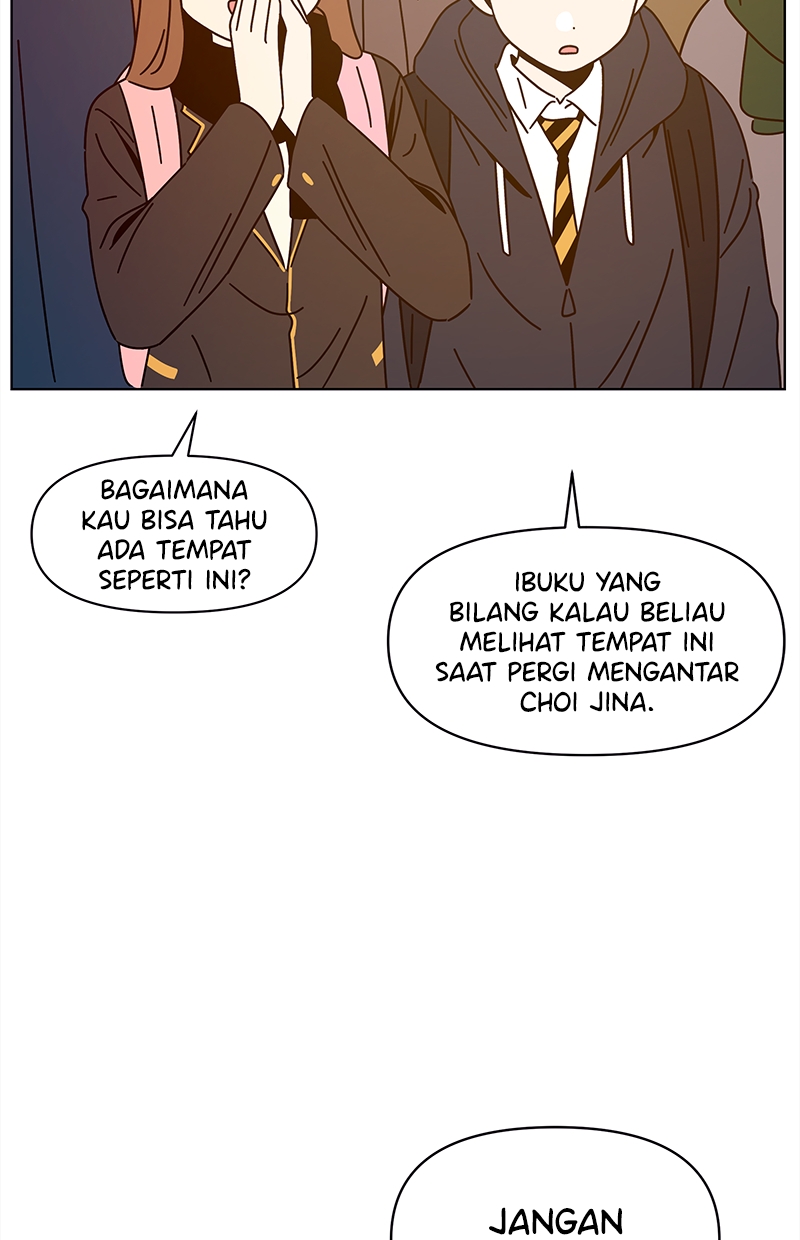 BAGAIMANA
KAU BISA TAHU
ADA TEMPAT
SEPERTI INI?
IBUKU YANG
BILANG KALAU BELIAU
MELIHAT TEMPAT INI
SAAT PERGI MENGANTAR
CHOI JINA.
JANGAN